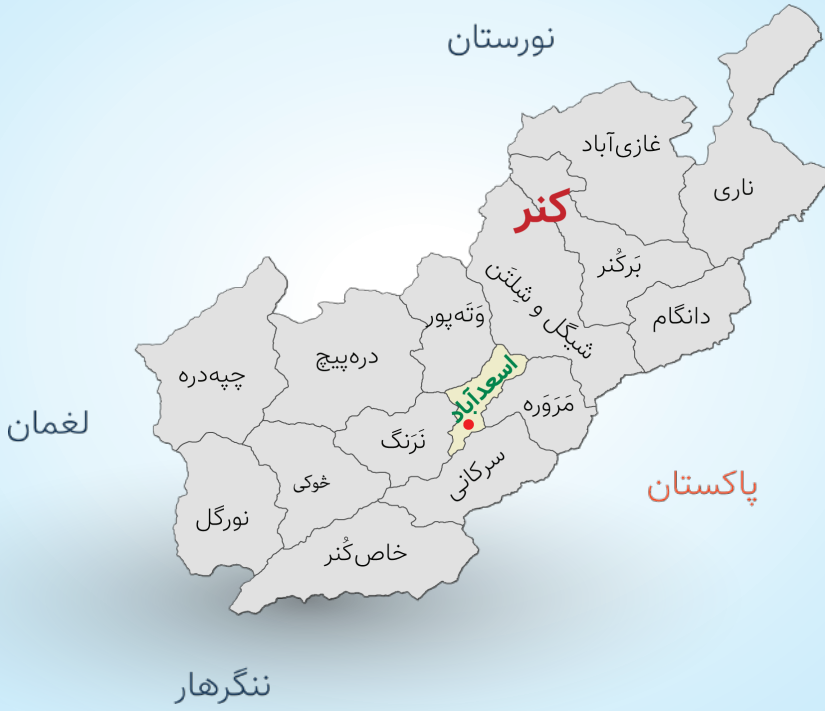 نورستان
غازی‌آباد
ناری
کنر
بَرکُنر
شیگل و شِلتَن
دانگام
وَتَه‌پور
دره‌پیچ
چپه‌دره
اسعدآباد
مَرَوَره
لغمان
نَرَنگ
سرکانی
څوکی
پاکستان
نورگل
خاص‌کُنر
ننگرهار